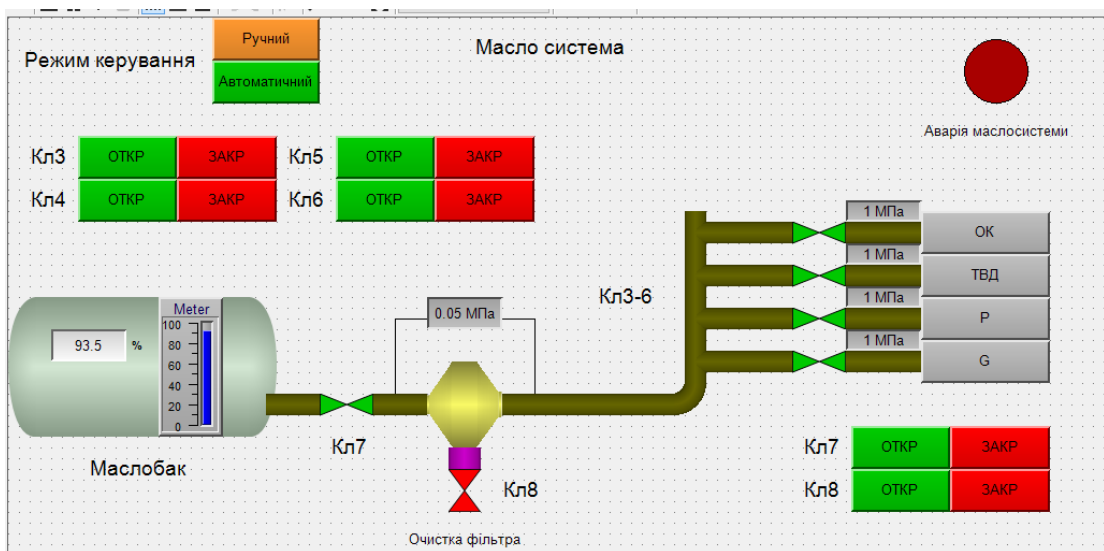 Ручний
Масло система
Режим керування
Автоматичний
Аварія маслосистеми
Кл3 ОТКР ЗАКР Кл5 ОТКР ЗАКР
Кл4 ОТКР ЗАКР Кл6 ОТКР ЗАКР
1 МПа
ОК
1 МПа
ТВД
1 МПа
Р
1 МПа
G
Кл3-6
0.05 МПа
Meter
100
80
60
40
20
0
93.5 %
Кл7
Маслобак
Кл8
Очистка фільтра
Кл7 ОТКР ЗАКР
Кл8 ОТКР ЗАКР